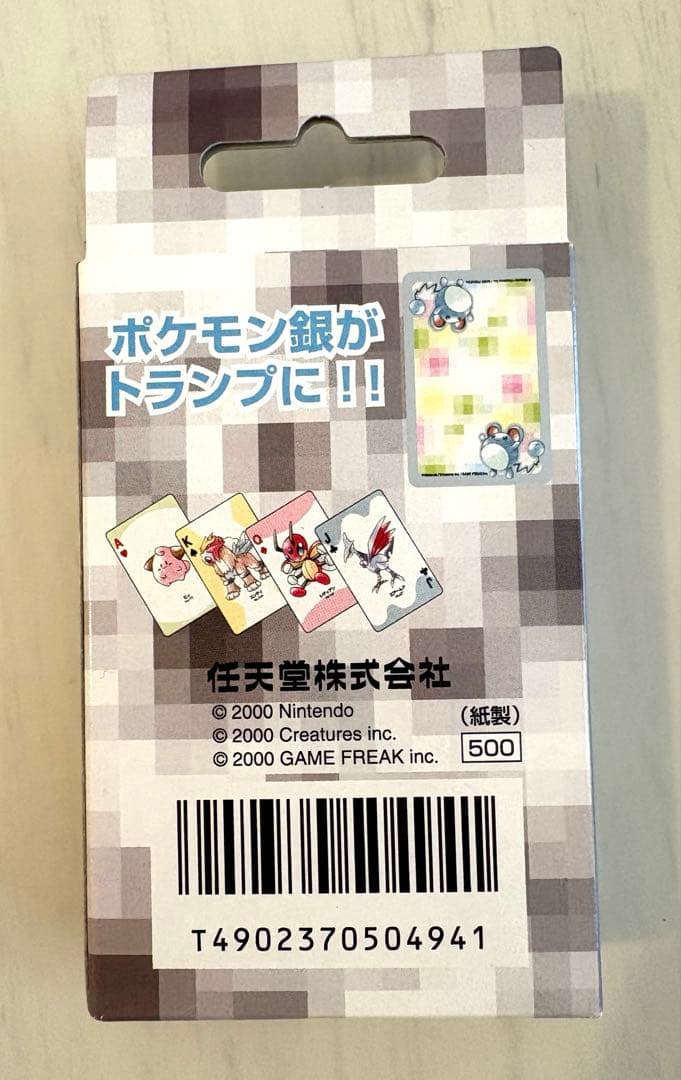 ポケモン銀が
トランプに!!
A
K
Q
J
J
任天堂株式会社
© 2000 Nintendo
© 2000 Creatures inc.
© 2000 GAME FREAK inc.
(紙製)
500
T4902370504941